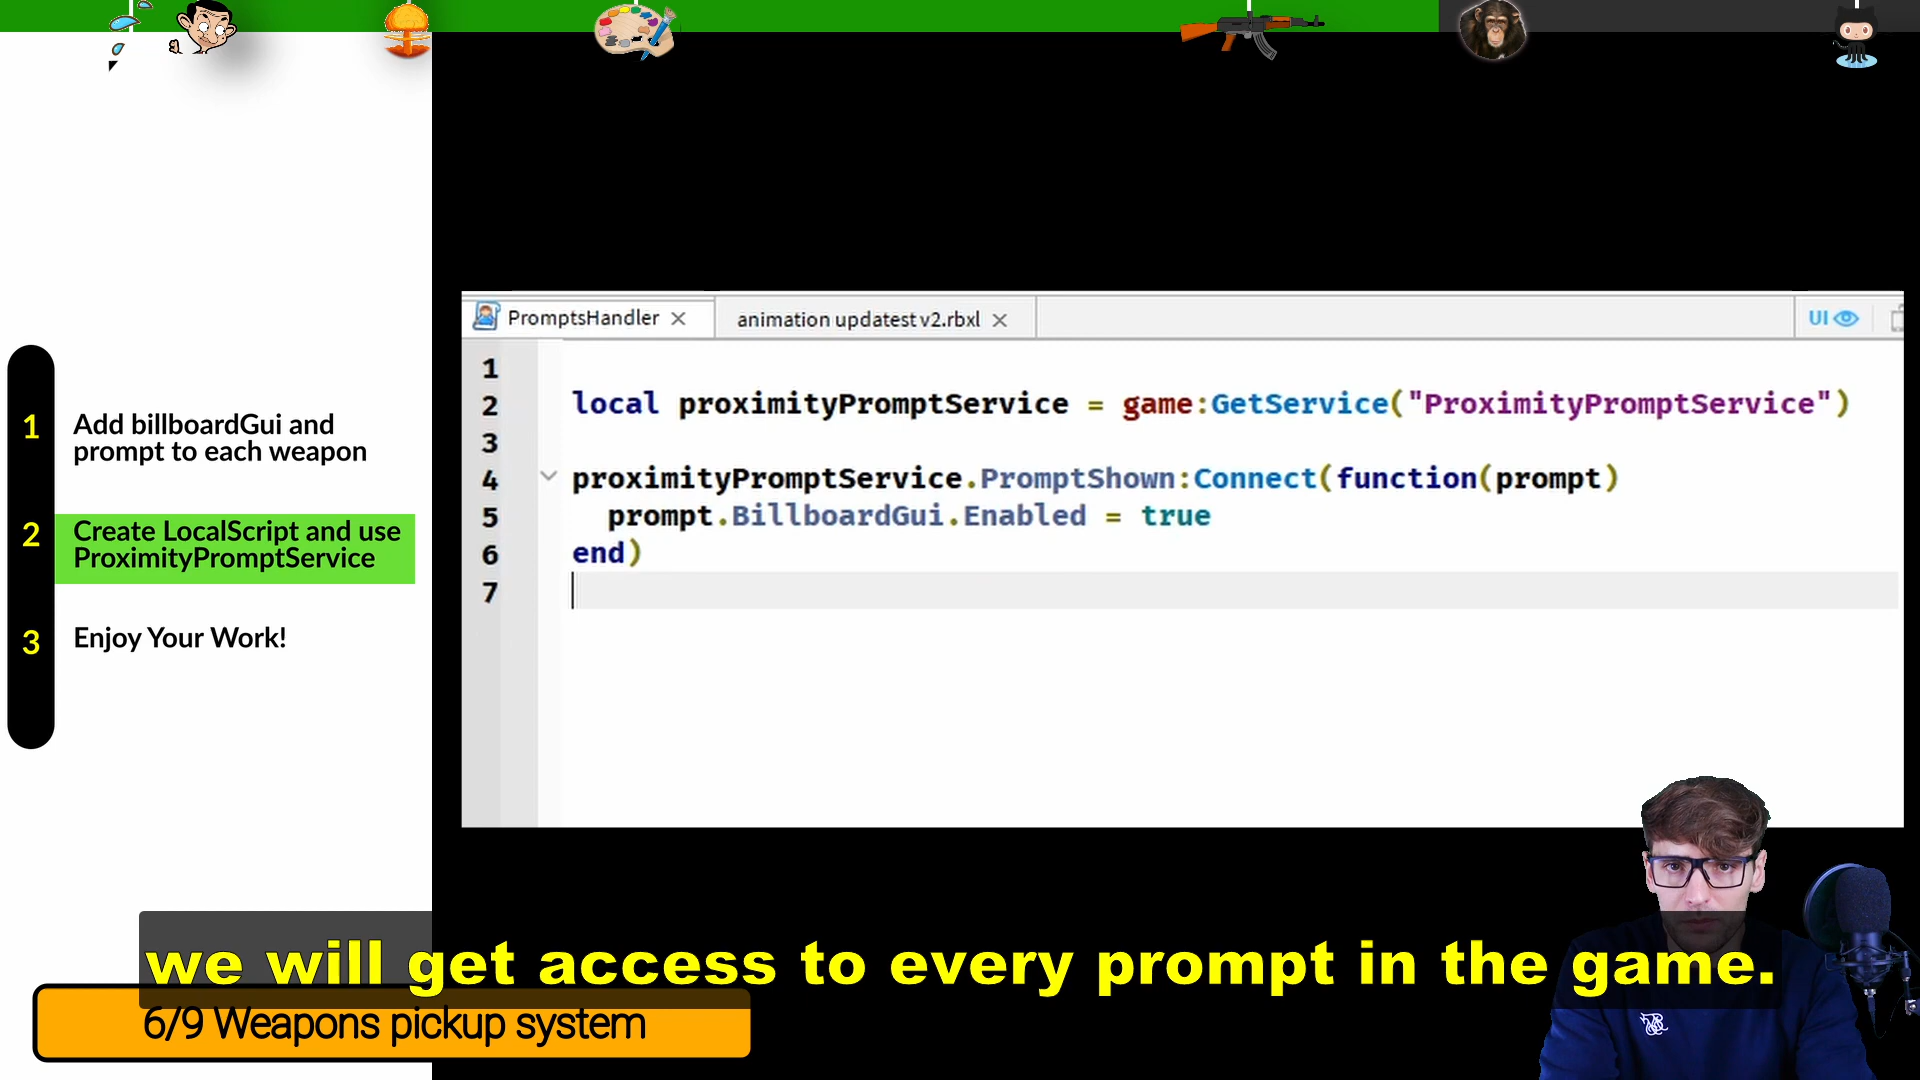 PromptsHandler
animation updatest v2.rbxl
UI
1
2 local proximityPromptService = game:GetService("ProximityPromptService")
3
4 proximityPromptService.PromptShown:Connect(function(prompt)
5 prompt.BillboardGui.Enabled = true
6 end)
7
1 Add billboardGui and
prompt to each weapon
2 Create LocalScript and use
ProximityPromptService
3 Enjoy Your Work!
we will get access to every prompt in the game.
6/9 Weapons pickup system